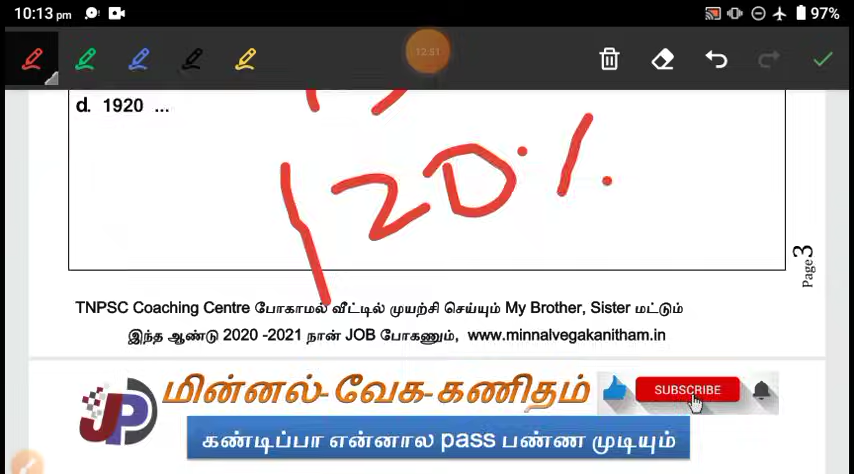 10:13 pm 97%
12:51
d. 1920 ...
120%
Page 3
TNPSC Coaching Centre போகாமல் வீட்டில் முயற்சி செய்யும் My Brother, Sister மட்டும்
இந்த ஆண்டு 2020 -2021 நான் JOB போகணும், www.minnalvegakanitham.in
JP
மின்னல்-வேக-கணிதம்
SUBSCRIBE
கண்டிப்பா என்னால pass பண்ண முடியும்